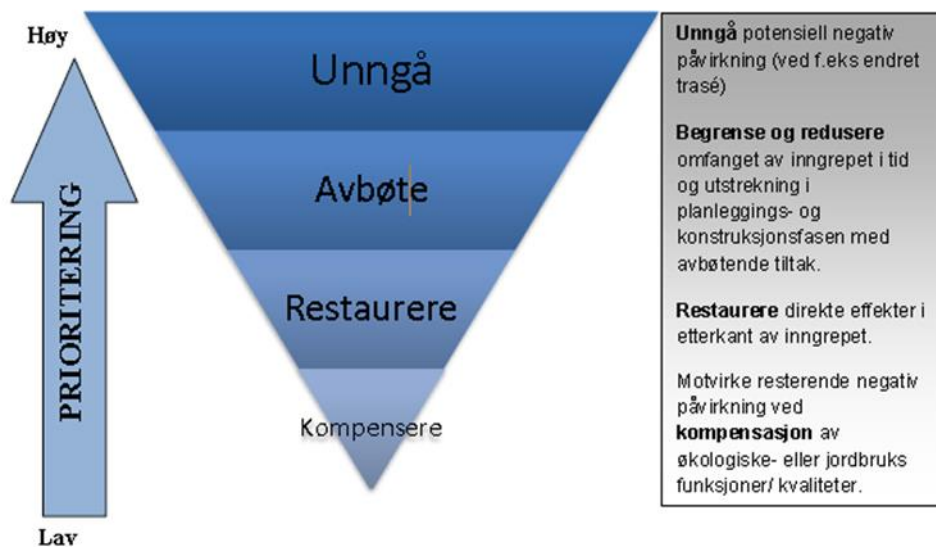 Høy
PRIORITERING
Lav
Unngå
Avbøte
Restaurere
Kompensere
Unngå potensiell negativ
påvirkning (ved f.eks endret
trasé)
Begrense og redusere
omfanget av inngrepet i tid
og utstrekning i
planleggings- og
konstruksjonsfasen med
avbøtende tiltak.
Restaurere direkte effekter i
etterkant av inngrepet.
Motvirke resterende negativ
påvirkning ved
kompensasjon av
økologiske- eller jordbruks
funksjoner/ kvaliteter.